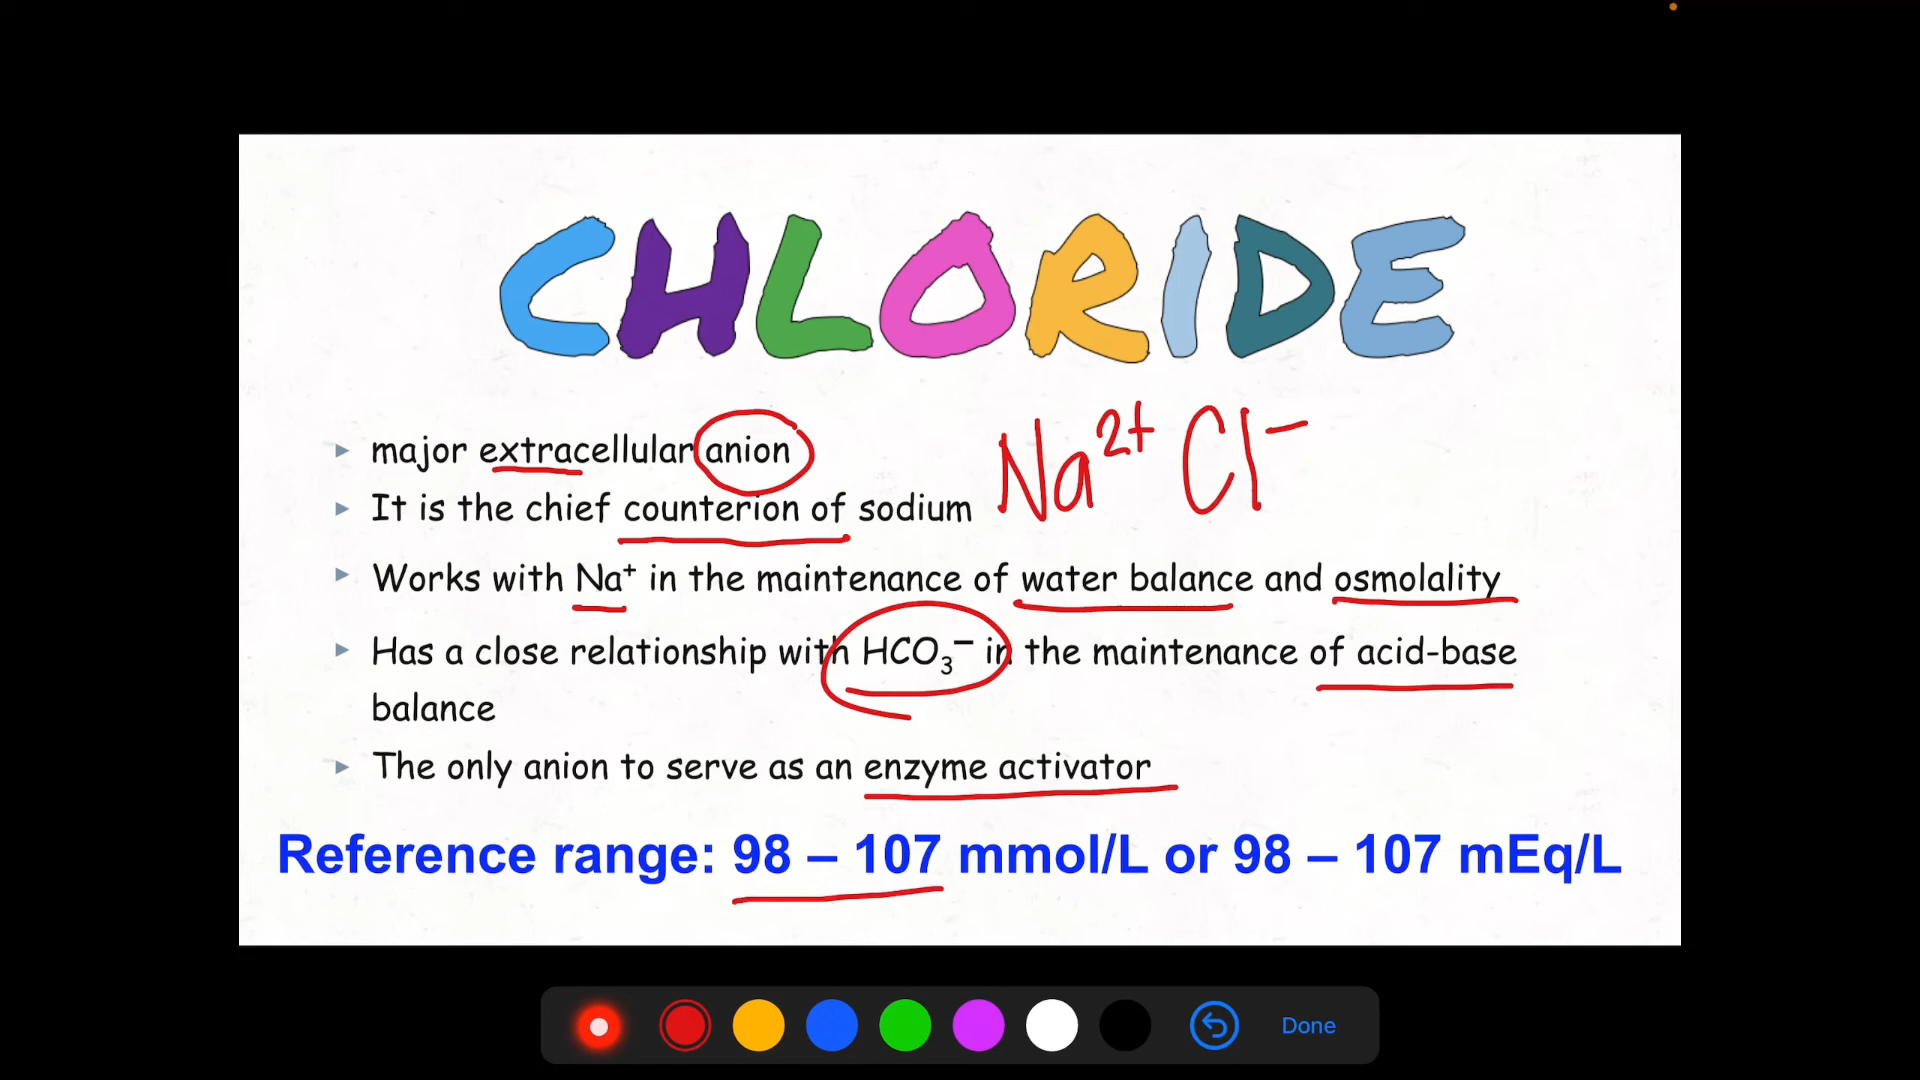 CHLORIDE
major extracellular anion
Na²⁺ Cl⁻
It is the chief counterion of sodium
Works with Na⁺ in the maintenance of water balance and osmolality
Has a close relationship with HCO₃⁻ in the maintenance of acid-base
balance
The only anion to serve as an enzyme activator
Reference range: 98 – 107 mmol/L or 98 – 107 mEq/L
Done